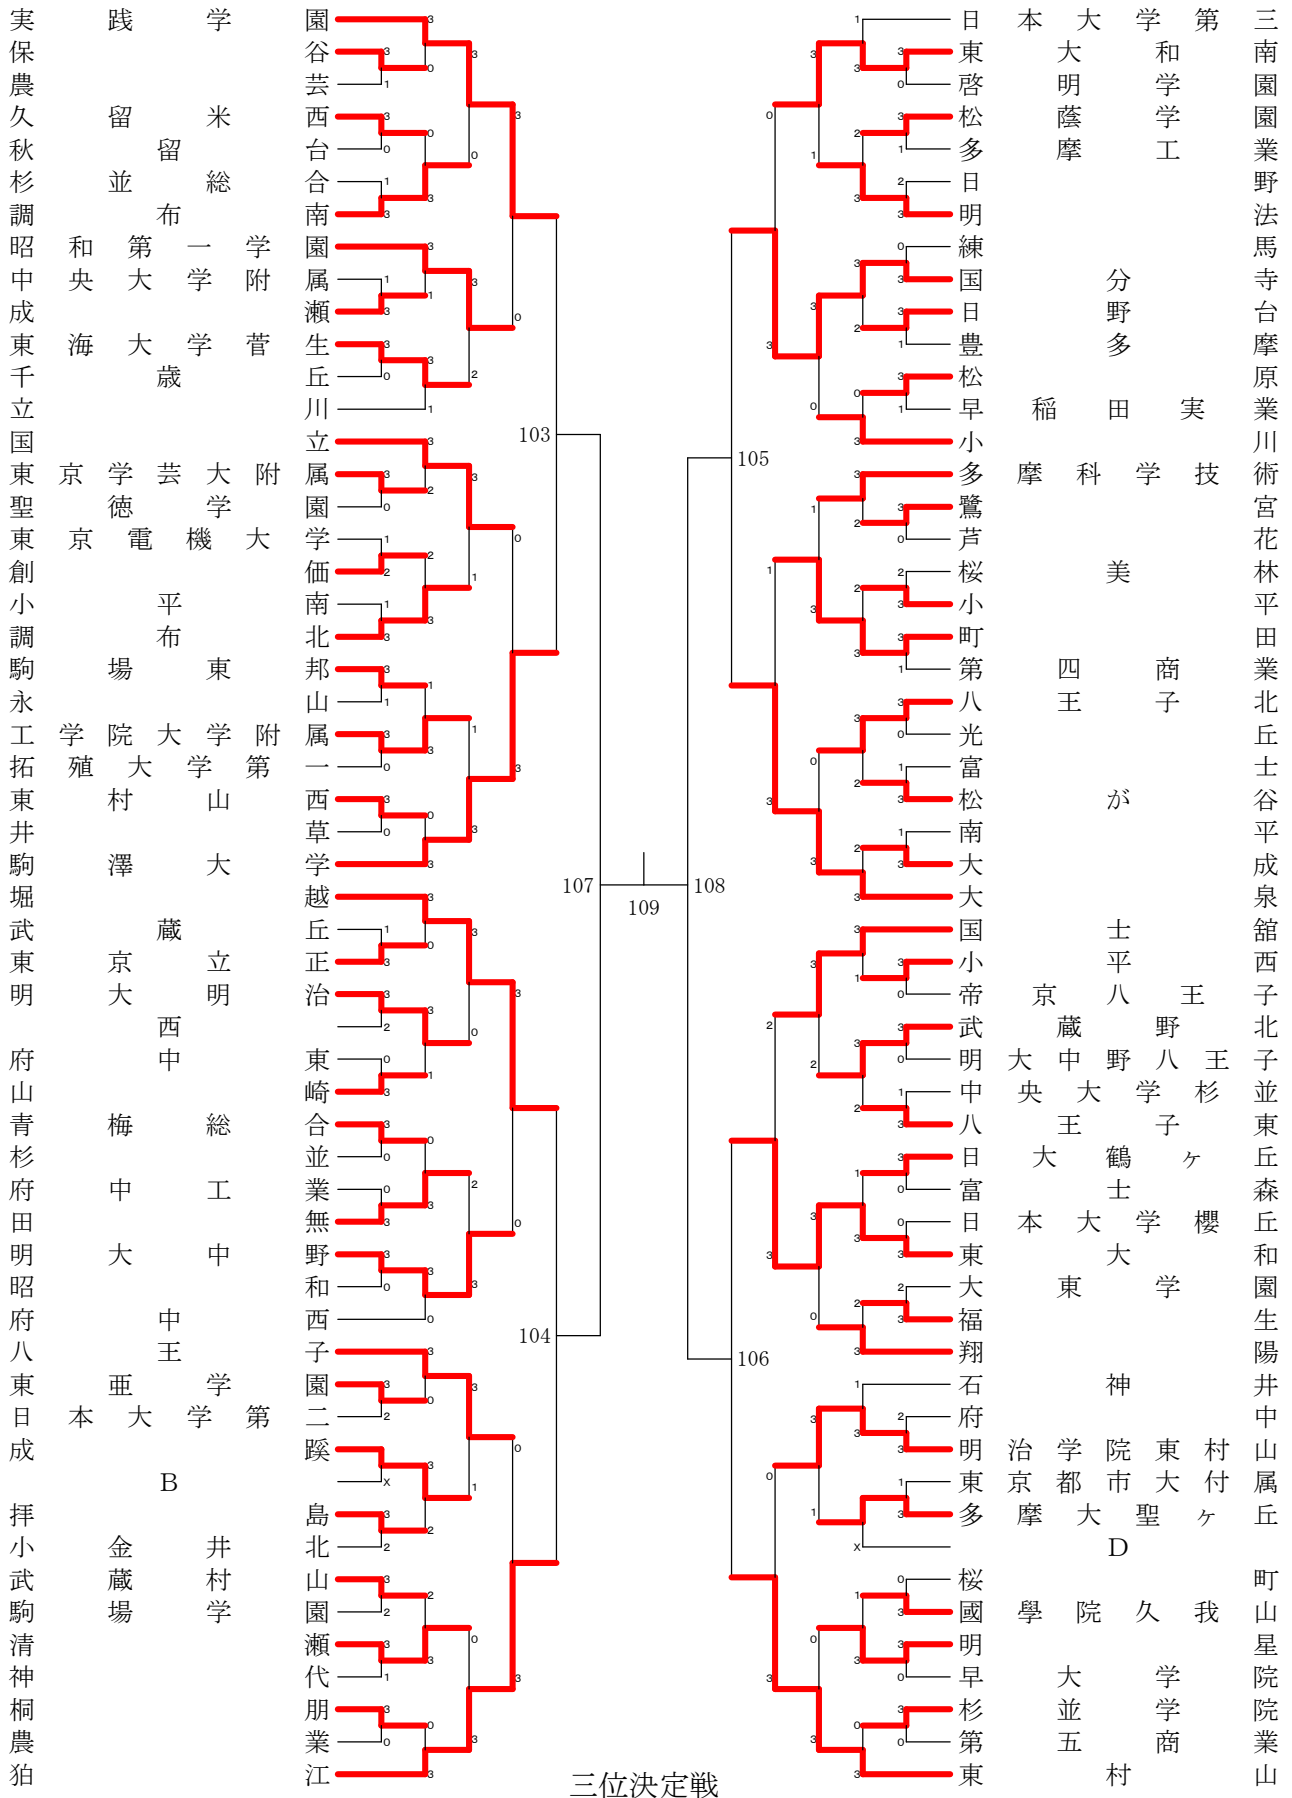 実践学園
保谷
農芸
久留米西
秋留台
杉並総合
調布南
昭和第一学園
中央大学附属
成瀬
東海大学菅生
千歳丘
立川
国立
東京学芸大附属
聖徳学園
東京電機大学
創価
小平南
調布北
駒場東邦
永山
工学院大学附属
拓殖大学第一
東村山西
井草
駒澤大学
堀越
武蔵丘
東京立正
明大明治
西
府中東
山崎
青梅総合
杉並
府中工業
田無
明大中野
昭和
府中西
八王子
東亜学園
日本大学第二
成蹊
B
拝島
小金井北
武蔵村山
駒場学園
清瀬
神代
桐朋
農業
狛江
103
104
107
109
108
105
106
三位決定戦
日本大学第三
東大和南
啓明学園
松蔭学園
多摩工業
日野
明法
練馬
国分寺
日野台
豊多摩
松原
早稲田実業
小川
多摩科学技術
鷺宮
芦花
桜美林
小平
町田
第四商業
八王子北
光丘
富士
松が谷
南平
大成
大泉
国士舘
小平西
帝京八王子
武蔵野北
明大中野八王子
中央大学杉並
八王子東
日大鶴ヶ丘
富士森
日本大学櫻丘
東大和
大東学園
福生
翔陽
石神井
府中
明治学院東村山
東京都市大付属
多摩大聖ヶ丘
D
桜町
國學院久我山
明星
早大学院
杉並学院
第五商業
東村山